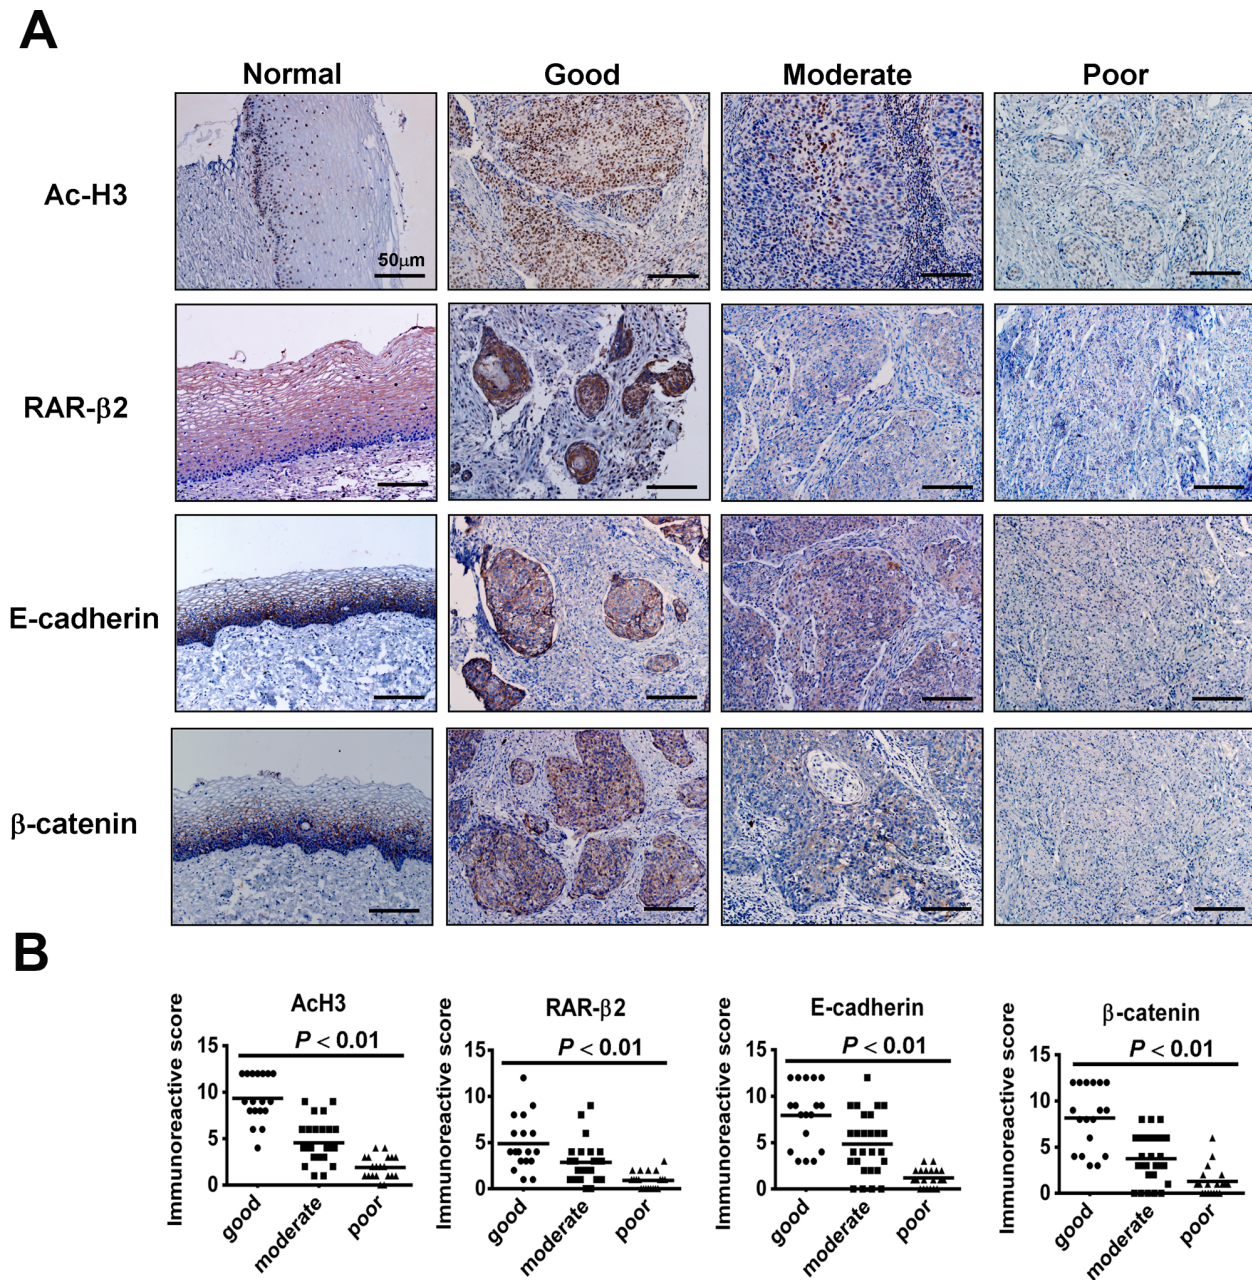 A
Normal Good Moderate Poor
Ac-H3
50μm
RAR-β2
E-cadherin
β-catenin
B
AcH3
P < 0.01
Immunoreactive score
15
10
5
0
good
moderate
poor
RAR-β2
P < 0.01
Immunoreactive score
15
10
5
0
good
moderate
poor
E-cadherin
P < 0.01
Immunoreactive score
15
10
5
0
good
moderate
poor
β-catenin
P < 0.01
Immunoreactive score
15
10
5
0
good
moderate
poor